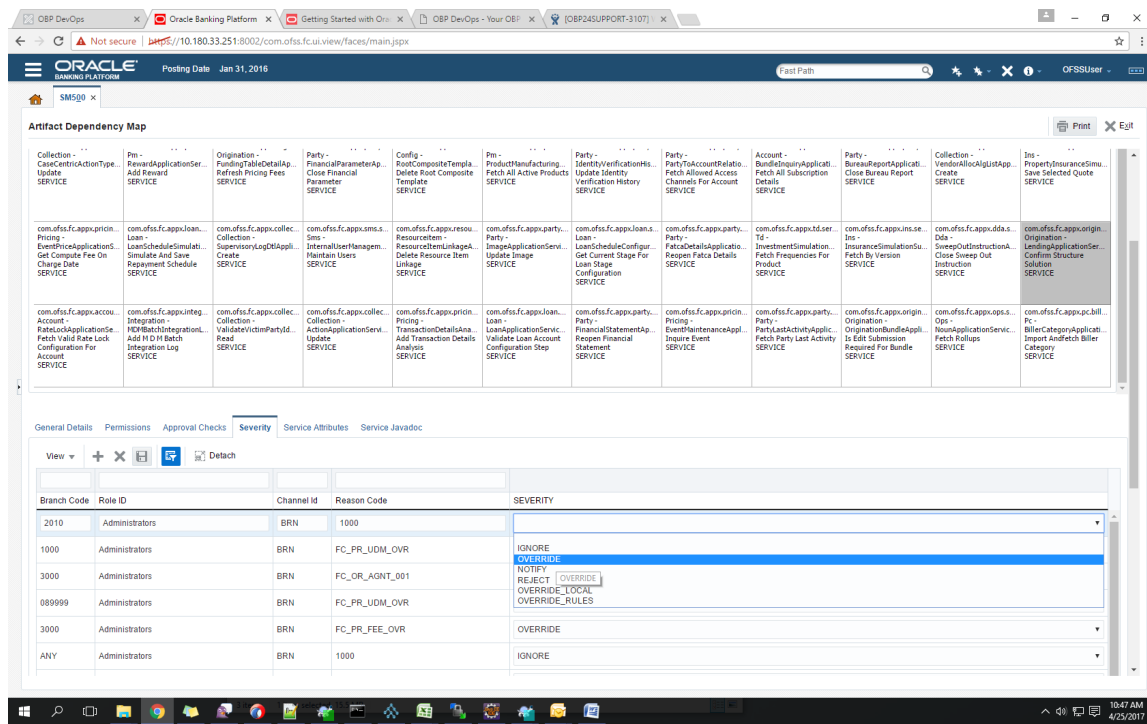 OBP DevOps
Oracle Banking Platform
Getting Started with Ora
OBP DevOps - Your OBP
[OBP24SUPPORT-3107]
Not secure | https://10.180.33.251:8002/com.ofss.fc.ui.view/faces/main.jspx
ORACLE
BANKING PLATFORM
Posting Date Jan 31, 2016
Fast Path
OFSSUser
SM500
Artifact Dependency Map
Print
Exit
Collection -
CaseCentricActionType...
Update
SERVICE
Pm -
RewardApplicationSer...
Add Reward
SERVICE
Origination -
FundingTableDetailAp...
Refresh Pricing Fees
SERVICE
Party -
FinancialParameterAp...
Close Financial
Parameter
SERVICE
Config -
RootCompositeTempla...
Delete Root Composite
Template
SERVICE
Pm -
ProductManufacturing...
Fetch All Active Products
SERVICE
Party -
IdentityVerificationHis...
Update Identity
Verification History
SERVICE
Party -
PartyToAccountRelatio...
Fetch Allowed Access
Channels For Account
SERVICE
Account -
BundleInquiryApplicati...
Fetch All Subscription
Details
SERVICE
Party -
BureauReportApplicati...
Close Bureau Report
SERVICE
Collection -
VendorAllocAlgListApp...
Create
SERVICE
Ins -
PropertyInsuranceSimu...
Save Selected Quote
SERVICE
com.ofss.fc.appx.pricin...
Pricing -
EventPriceApplicationS...
Get Compute Fee On
Charge Date
SERVICE
com.ofss.fc.appx.loan....
Loan -
LoanScheduleSimulati...
Simulate And Save
Repayment Schedule
SERVICE
com.ofss.fc.appx.collec...
Collection -
SupervisoryLogDtlAppli...
Create
SERVICE
com.ofss.fc.appx.sms.s...
Sms -
InternalUserManagem...
Maintain Users
SERVICE
com.ofss.fc.appx.resou...
Resourceitem -
ResourceItemLinkageA...
Delete Resource Item
Linkage
SERVICE
com.ofss.fc.appx.party....
Party -
ImageApplicationServi...
Update Image
SERVICE
com.ofss.fc.appx.loan.s...
Loan -
LoanScheduleConfigur...
Get Current Stage For
Loan Stage
Configuration
SERVICE
com.ofss.fc.appx.party....
Party -
FatcaDetailsApplicatio...
Reopen Fatca Details
SERVICE
com.ofss.fc.appx.td.ser...
Td -
InvestmentSimulation...
Fetch Frequencies For
Product
SERVICE
com.ofss.fc.appx.ins.se...
Ins -
InsuranceSimulationSu...
Fetch By Version
SERVICE
com.ofss.fc.appx.dda.s...
Dda -
SweepOutInstructionA...
Close Sweep Out
Instruction
SERVICE
com.ofss.fc.appx.origin...
Origination -
LendingApplicationSer...
Confirm Structure
Solution
SERVICE
com.ofss.fc.appx.accou...
Account -
RateLockApplicationSe...
Fetch Valid Rate Lock
Configuration For
Account
SERVICE
com.ofss.fc.appx.integ...
Integration -
MDMBatchIntegrationL...
Add M D M Batch
Integration Log
SERVICE
com.ofss.fc.appx.collec...
Collection -
ValidateVictimPartyId...
Read
SERVICE
com.ofss.fc.appx.collec...
Collection -
ActionApplicationServi...
Update
SERVICE
com.ofss.fc.appx.pricin...
Pricing -
TransactionDetailsAna...
Add Transaction Details
Analysis
SERVICE
com.ofss.fc.appx.loan....
Loan -
LoanApplicationServic...
Validate Loan Account
Configuration Step
SERVICE
com.ofss.fc.appx.party....
Party -
FinancialStatementAp...
Reopen Financial
Statement
SERVICE
com.ofss.fc.appx.pricin...
Pricing -
EventMaintenanceAppl...
Inquire Event
SERVICE
com.ofss.fc.appx.party....
Party -
PartyLastActivityApplic...
Fetch Party Last Activity
SERVICE
com.ofss.fc.appx.origin...
Origination -
OriginationBundleAppli...
Is Edit Submission
Required For Bundle
SERVICE
com.ofss.fc.appx.ops.s...
Ops -
NounApplicationServic...
Fetch Rollups
SERVICE
com.ofss.fc.appx.pc.bill...
Pc -
BillerCategoryApplicati...
Import Andfetch Biller
Category
SERVICE
General Details Permissions Approval Checks Severity Service Attributes Service Javadoc
View Detach
Branch Code Role ID Channel Id Reason Code SEVERITY
2010 Administrators BRN 1000
1000 Administrators BRN FC_PR_UDM_OVR
3000 Administrators BRN FC_OR_AGNT_001
089999 Administrators BRN FC_PR_UDM_OVR
IGNORE
OVERRIDE
NOTIFY
REJECT
OVERRIDE
OVERRIDE_LOCAL
OVERRIDE_RULES
3000 Administrators BRN FC_PR_FEE_OVR OVERRIDE
ANY Administrators BRN 1000 IGNORE
10:47 AM
4/25/2017